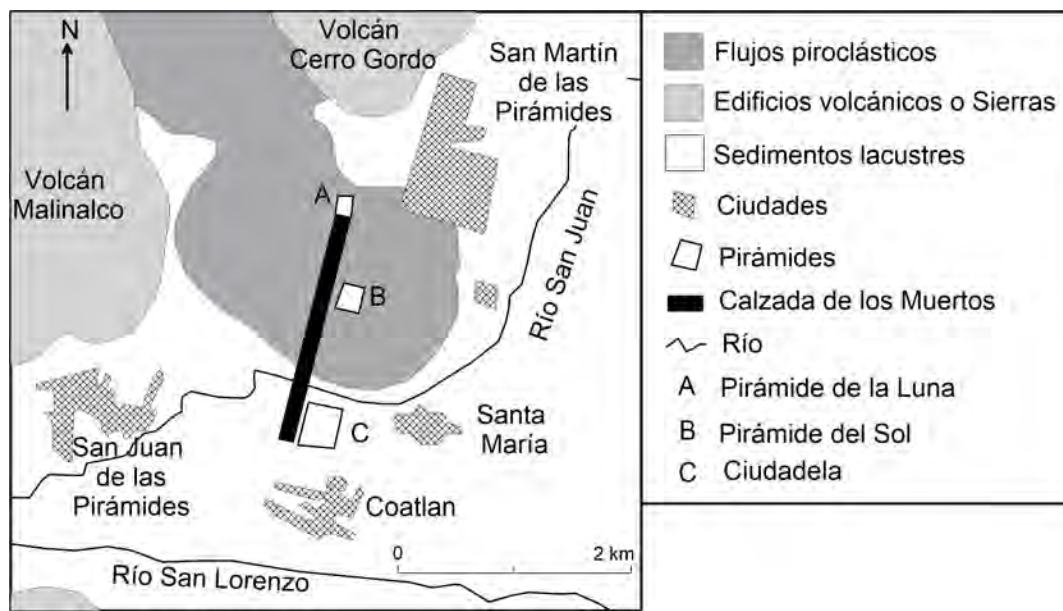 N
Volcán
Cerro Gordo
San Martín
de las
Pirámides
Volcán
Malinalco
A
B
Río San Juan
C
Santa
María
San Juan
de las
Pirámides
Coatlan
0
2 km
Río San Lorenzo
Flujos piroclásticos
Edificios volcánicos o Sierras
Sedimentos lacustres
Ciudades
Pirámides
Calzada de los Muertos
Río
A Pirámide de la Luna
B Pirámide del Sol
C Ciudadela